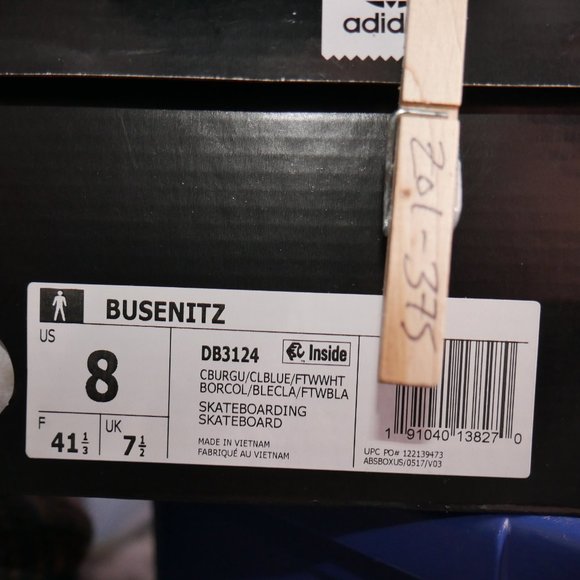 adidas
201-375
BUSENITZ
US
8
F
41 1/3
UK
7 1/2
DB3124
Inside
CBURGU/CLBLUE/FTWWHT
BORCOL/BLECLA/FTWBLA
SKATEBOARDING
SKATEBOARD
MADE IN VIETNAM
FABRIQUÉ AU VIETNAM
1 91040 13827 0
UPC PO# 122139473
ABSBOXUS/0517/V03